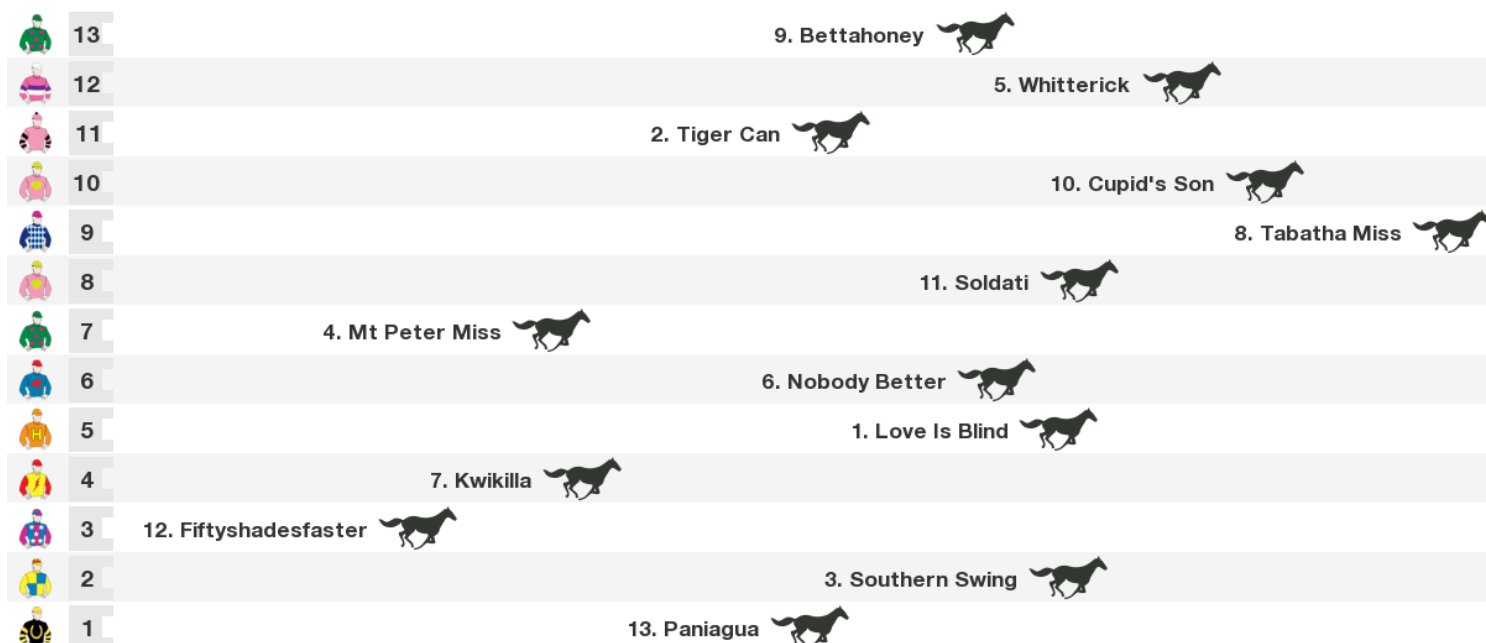 13 9. Bettahoney
12 5. Whitterick
11 2. Tiger Can
10 10. Cupid's Son
9 8. Tabatha Miss
8 11. Soldati
7 4. Mt Peter Miss
6 6. Nobody Better
H 5 1. Love Is Blind
4 7. Kwikilla
3 12. Fiftyshadesfaster
2 3. Southern Swing
1 13. Paniagua